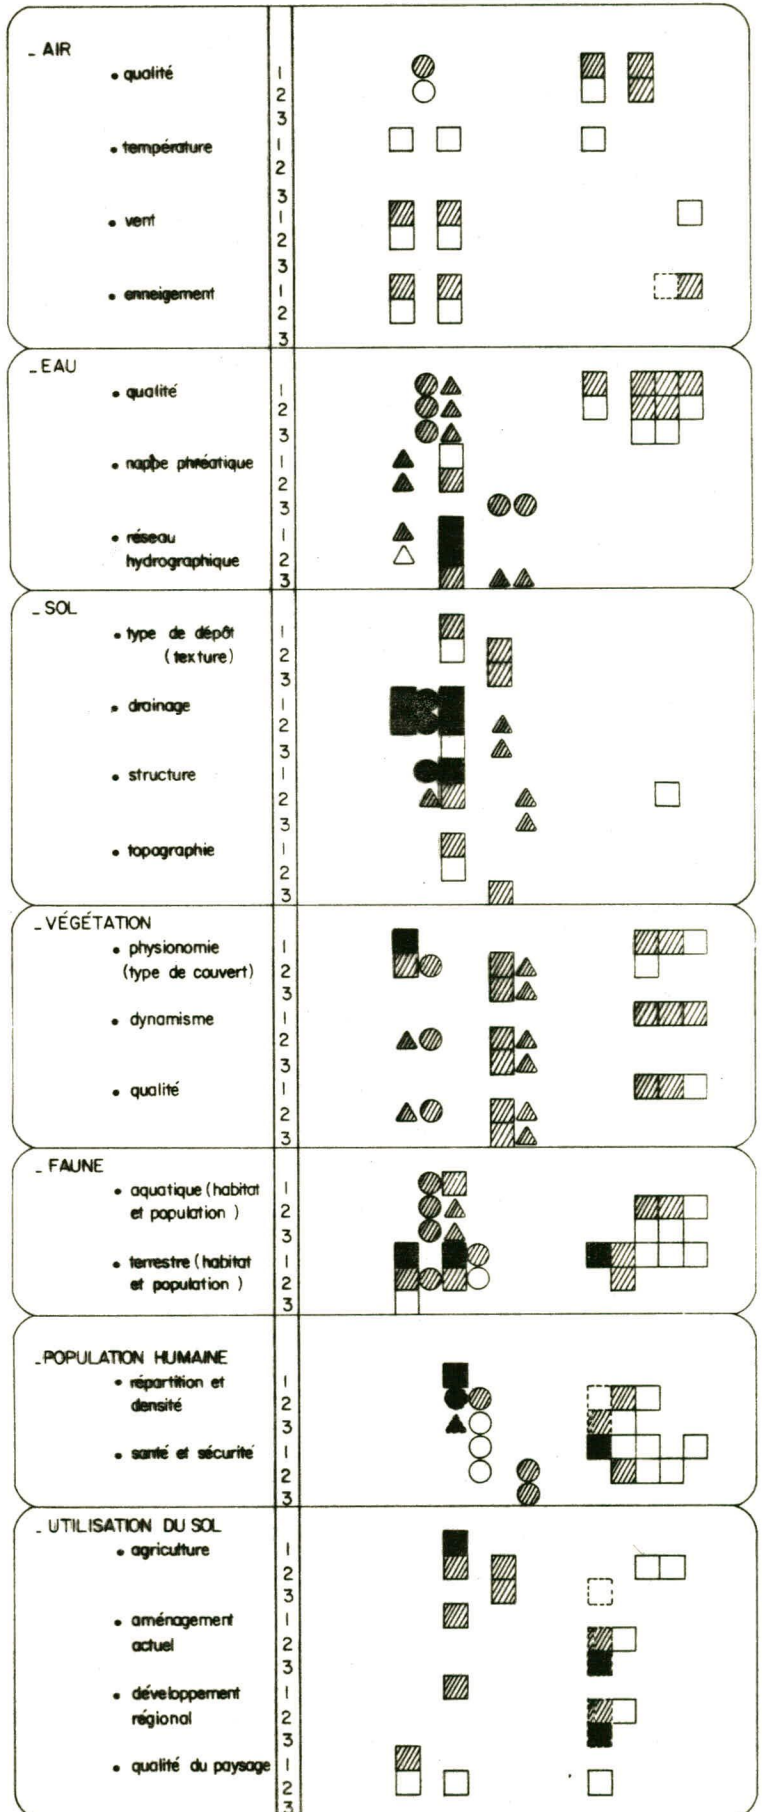 - AIR
• qualité 1
2
3
• température 1
2
3
• vent 1
2
3
• enneigement 1
2
3
- EAU
• qualité 1
2
3
• nappe phréatique 1
2
3
• réseau 1
hydrographique 2
3
- SOL
• type de dépôt 1
(texture) 2
3
• drainage 1
2
3
• structure 1
2
3
• topographie 1
2
3
- VÉGÉTATION
• physionomie 1
(type de couvert) 2
3
• dynamisme 1
2
3
• qualité 1
2
3
- FAUNE
• aquatique (habitat 1
et population) 2
3
• terrestre (habitat 1
et population) 2
3
- POPULATION HUMAINE
• répartition et 1
densité 2
3
• santé et sécurité 1
2
3
- UTILISATION DU SOL
• agriculture 1
2
3
• aménagement 1
actuel 2
3
• développement 1
régional 2
3
• qualité du paysage 1
2
3